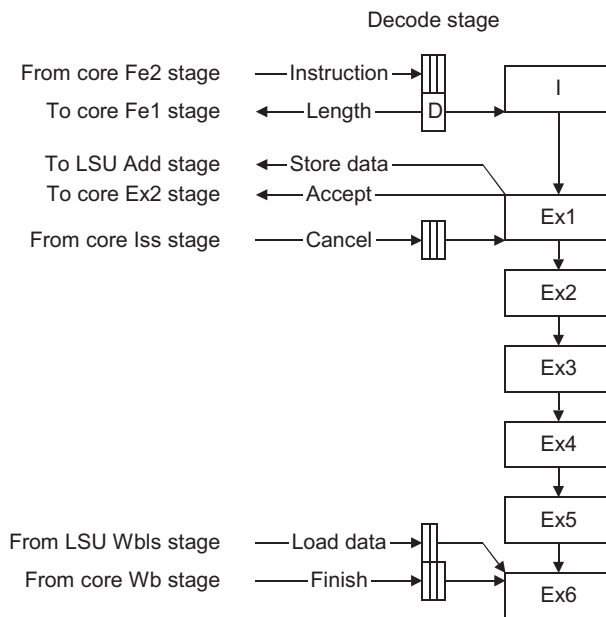 Decode stage
From core Fe2 stage Instruction I
To core Fe1 stage Length D
To LSU Add stage Store data
To core Ex2 stage Accept Ex1
From core Iss stage Cancel
Ex2
Ex3
Ex4
Ex5
From LSU Wbls stage Load data
From core Wb stage Finish Ex6